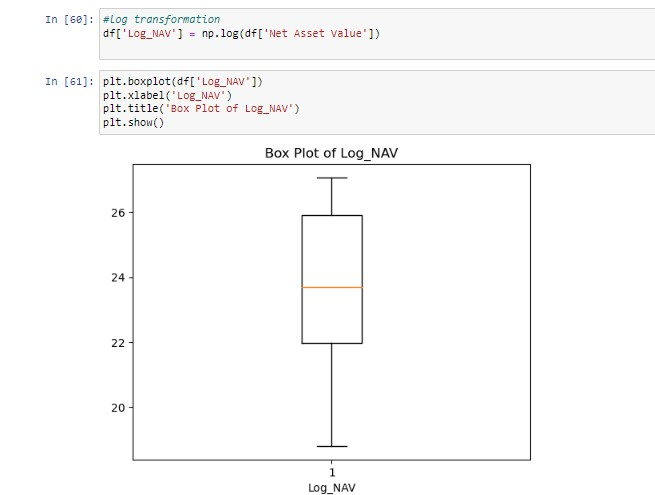 In [60]: #Log transformation
df['Log_NAV'] = np.log(df['Net Asset Value'])
In [61]: plt.boxplot(df['Log_NAV'])
plt.xlabel('Log_NAV')
plt.title('Box Plot of Log_NAV')
plt.show()
Box Plot of Log_NAV
26
24
22
20
1
Log_NAV